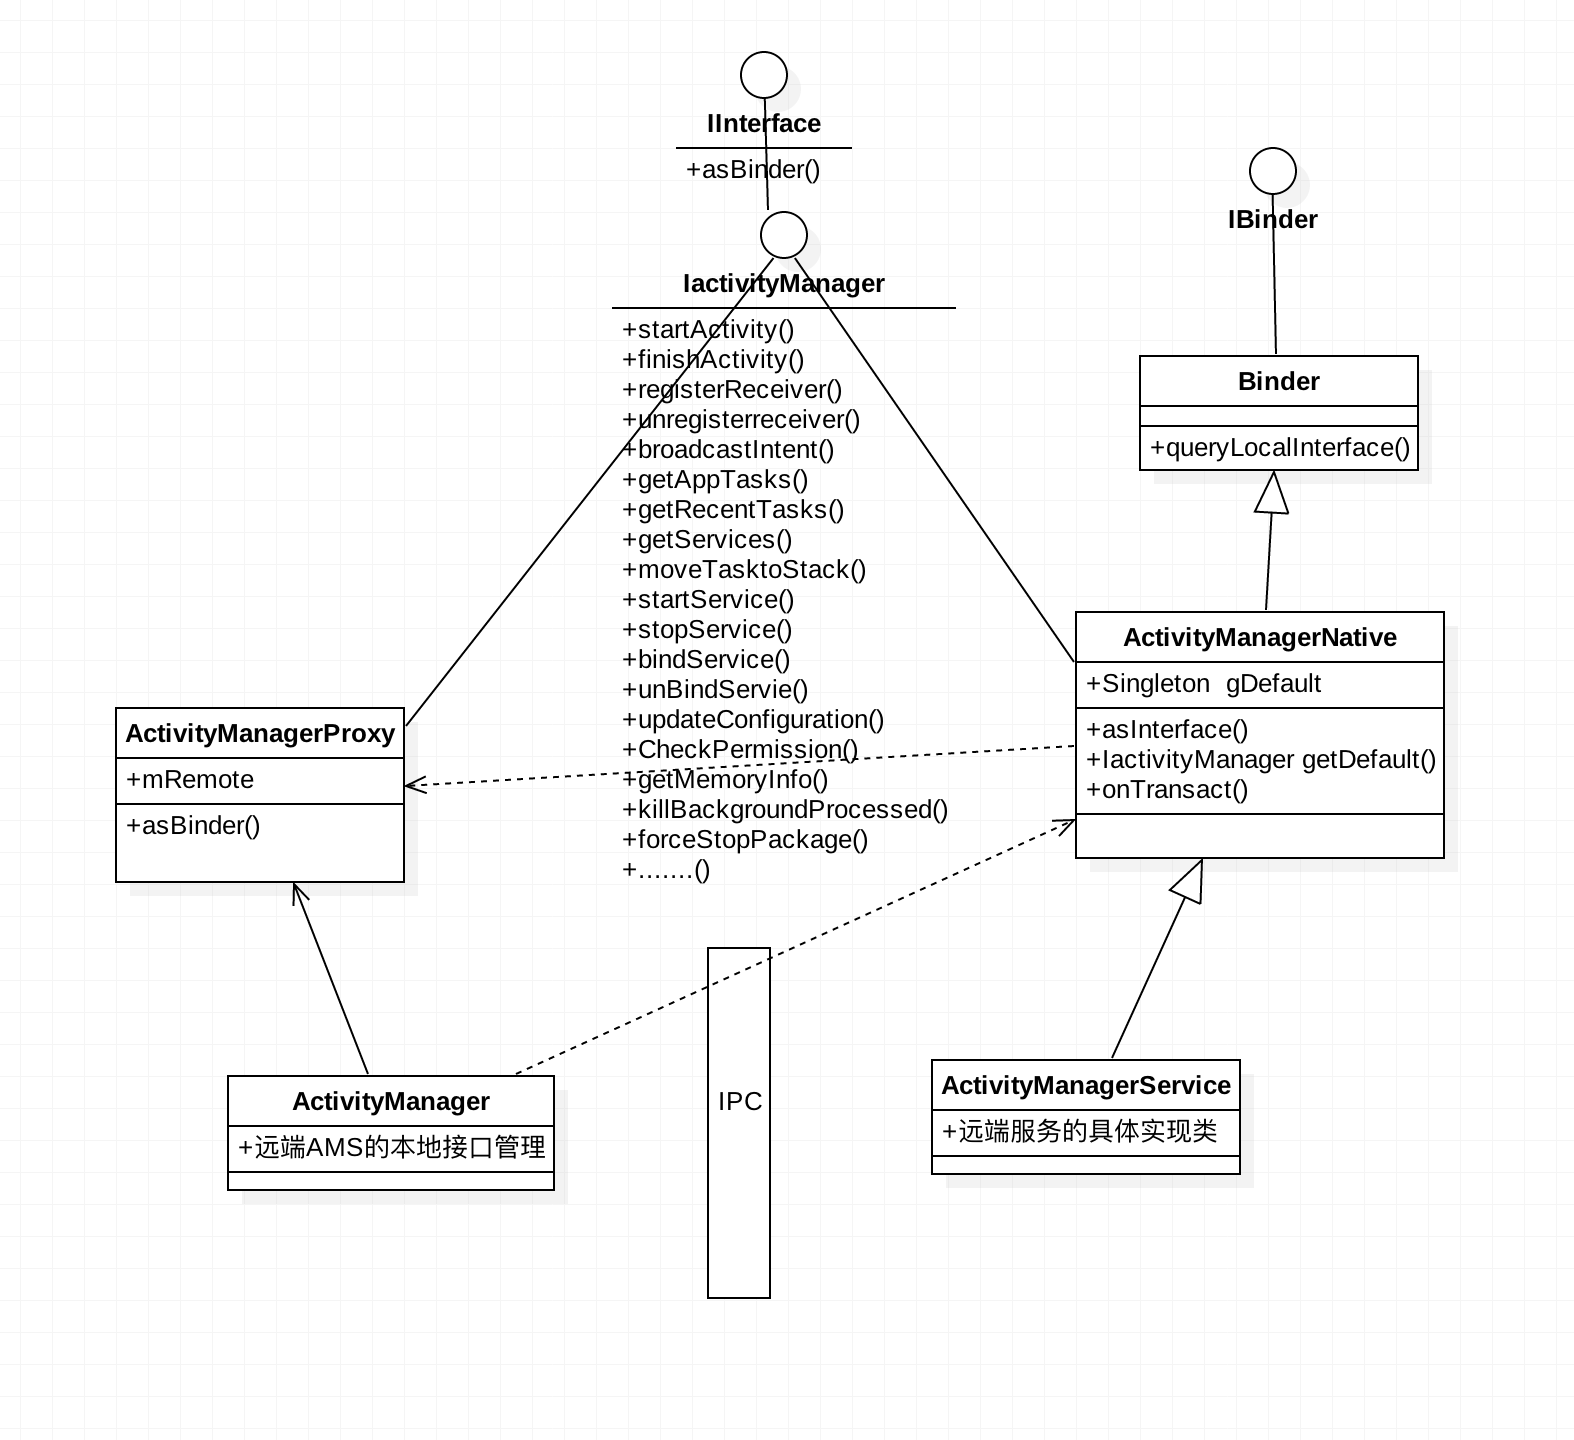 IInterface
+asBinder()
IBinder
IactivityManager
+startActivity()
+finishActivity()
+registerReceiver()
+unregisterreceiver()
+broadcastIntent()
+getAppTasks()
+getRecentTasks()
+getServices()
+moveTasktoStack()
+startService()
+stopService()
+bindService()
+unBindServie()
+updateConfiguration()
+CheckPermission()
+getMemoryInfo()
+killBackgroundProcessed()
+forceStopPackage()
+.......()
Binder
+queryLocalInterface()
ActivityManagerNative
+Singleton  gDefault
+asInterface()
+IactivityManager getDefault()
+onTransact()
ActivityManagerProxy
+mRemote
+asBinder()
ActivityManager
+远端AMS的本地接口管理
IPC
ActivityManagerService
+远端服务的具体实现类